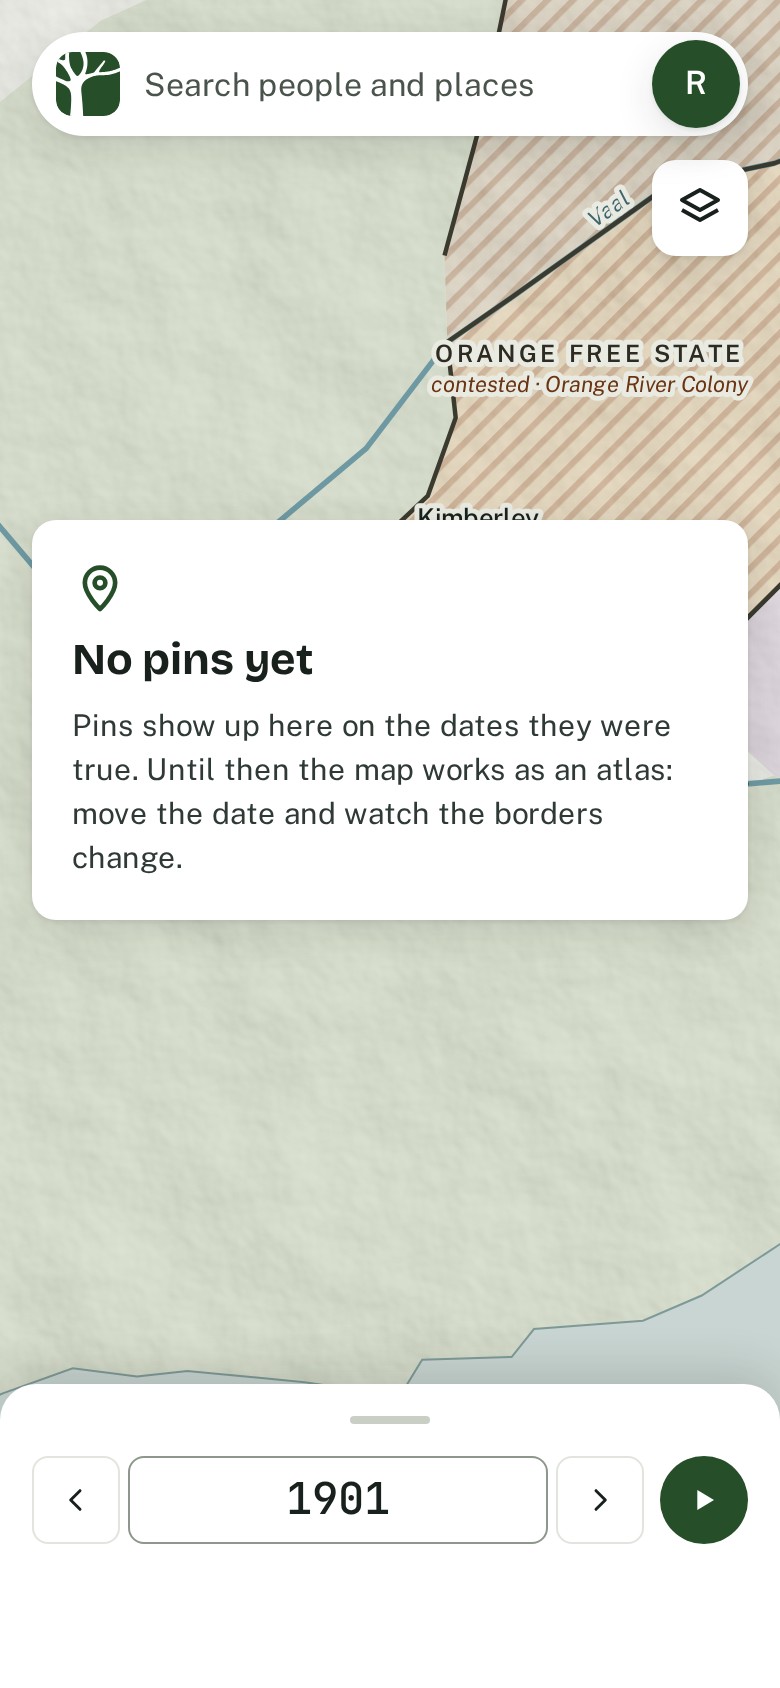 Search people and places
R
Vaal
ORANGE FREE STATE
contested · Orange River Colony
Kimberley
No pins yet
Pins show up here on the dates they were
true. Until then the map works as an atlas:
move the date and watch the borders
change.
1901